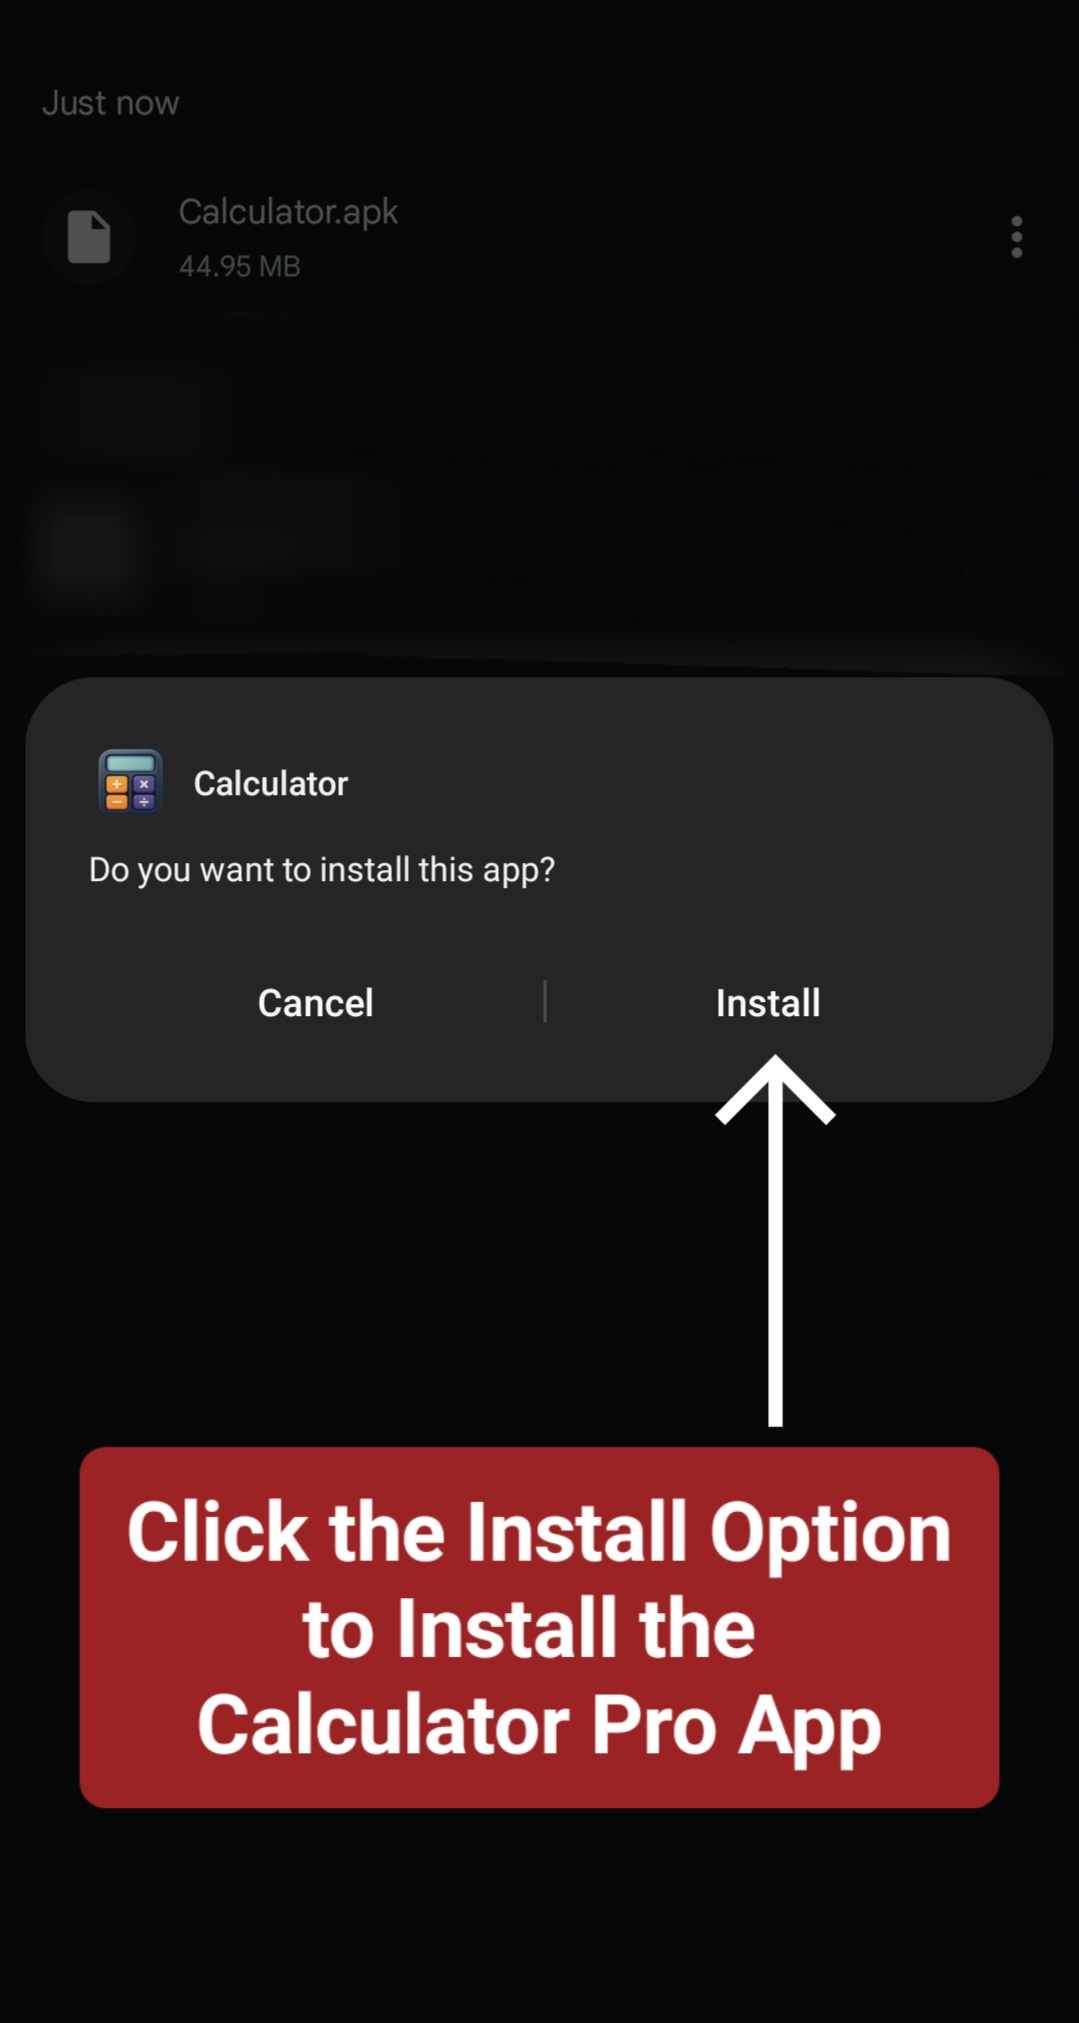 Just now
Calculator.apk
44.95 MB
Calculator
Do you want to install this app?
Cancel
Install
Click the Install Option
to Install the
Calculator Pro App